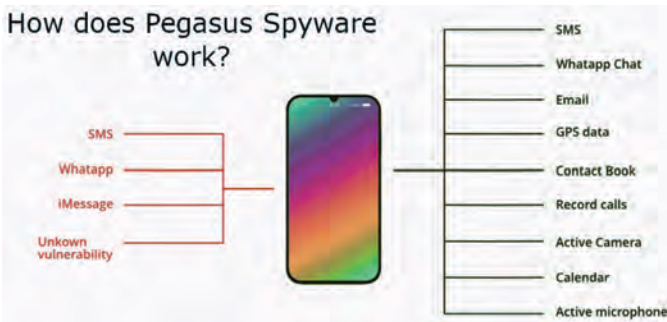 How does Pegasus Spyware
work?
SMS
Whatapp
iMessage
Unkown
vulnerability
SMS
Whatapp Chat
Email
GPS data
Contact Book
Record calls
Active Camera
Calendar
Active microphone